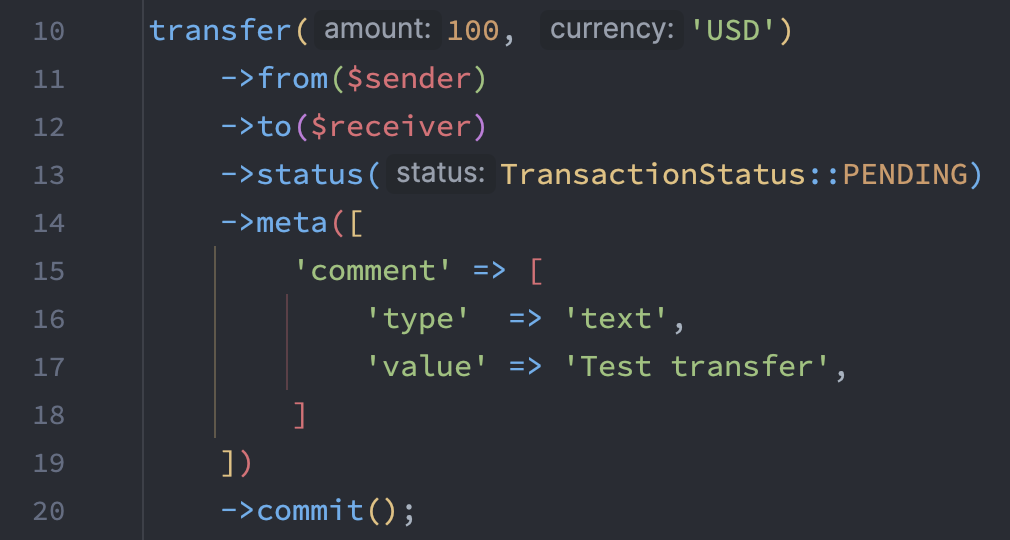 10 transfer( amount: 100, currency: 'USD')
11     ->from($sender)
12     ->to($receiver)
13     ->status( status: TransactionStatus::PENDING)
14     ->meta([
15         'comment' => [
16             'type'  => 'text',
17             'value' => 'Test transfer',
18         ]
19     ])
20     ->commit();